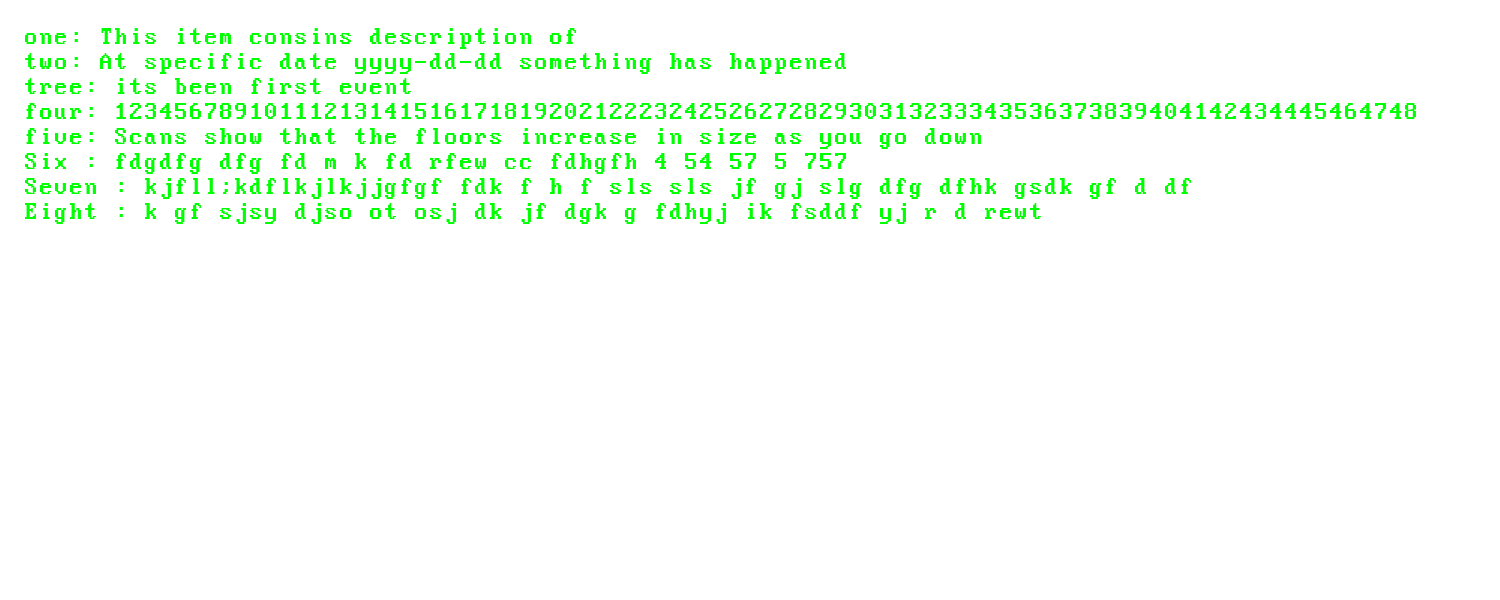 one: This item consins description of
two: At specific date yyyy-dd-dd something has happened
tree: its been first event
four: 123456789101112131415161718192021222324252627282930313233343536373839404142434445464748
five: Scans show that the floors increase in size as you go down
Six : fdgdfg dfg fd m k fd rfew cc fdhgfh 4 54 57 5 757
Seven : kjfll;kdflkjlkjjgfgf fdk f h f sls sls jf gj slg dfg dfhk gsdk gf d df
Eight : k gf sjsy djso ot osj dk jf dgk g fdhyj ik fsddf yj r d rewt